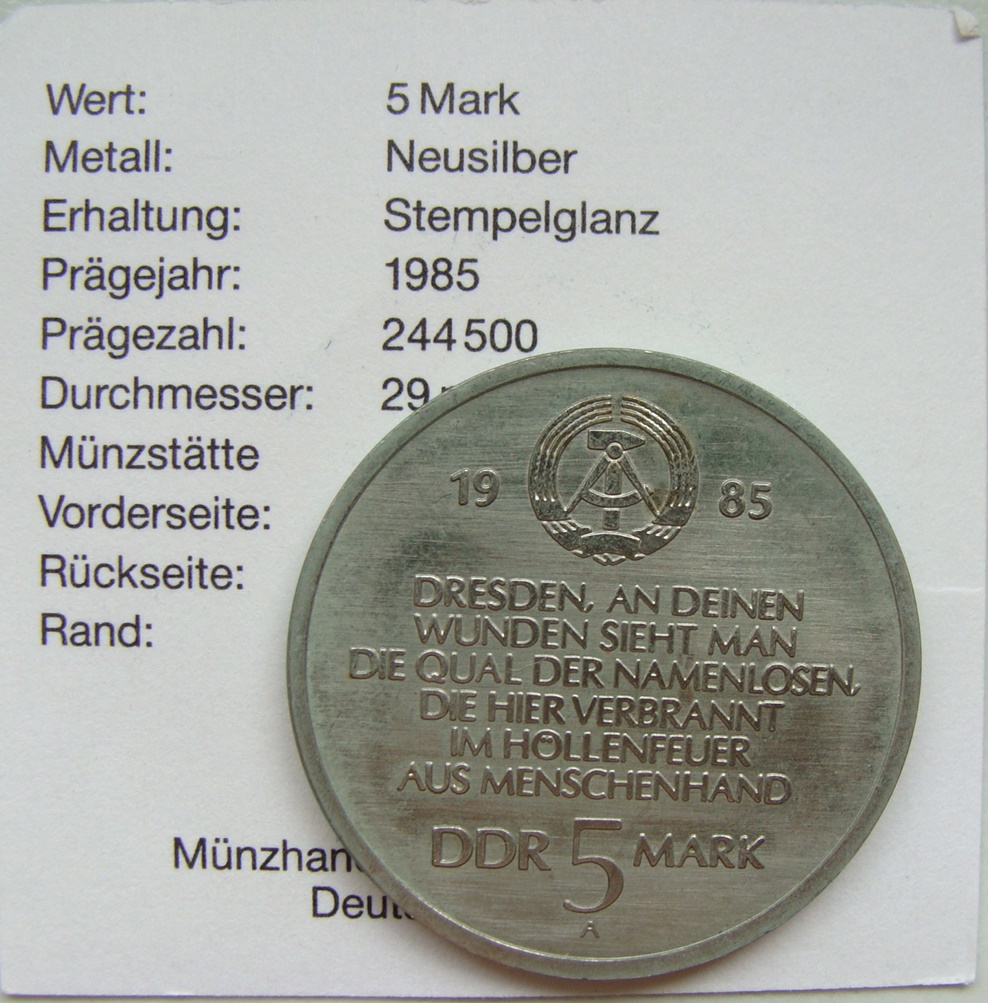 Wert: 5 Mark
Metall: Neusilber
Erhaltung: Stempelglanz
Prägejahr: 1985
Prägezahl: 244 500
Durchmesser: 29
Münzstätte
Vorderseite:
Rückseite:
Rand:
19 85
DRESDEN, AN DEINEN
WUNDEN SIEHT MAN
DIE QUAL DER NAMENLOSEN,
DIE HIER VERBRANNT
IM HÖLLENFEUER
AUS MENSCHENHAND
DDR 5 MARK
A